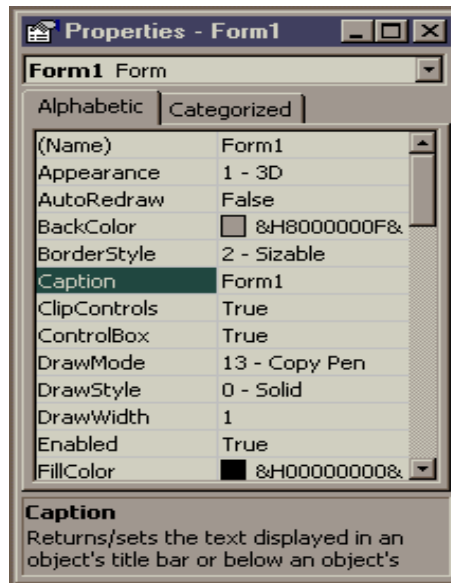 Properties - Form1
Form1 Form
Alphabetic Categorized
(Name) Form1
Appearance 1 - 3D
AutoRedraw False
BackColor &H8000000F&
BorderStyle 2 - Sizable
Caption Form1
ClipControls True
ControlBox True
DrawMode 13 - Copy Pen
DrawStyle 0 - Solid
DrawWidth 1
Enabled True
FillColor &H00000000&
Caption
Returns/sets the text displayed in an
object's title bar or below an object's